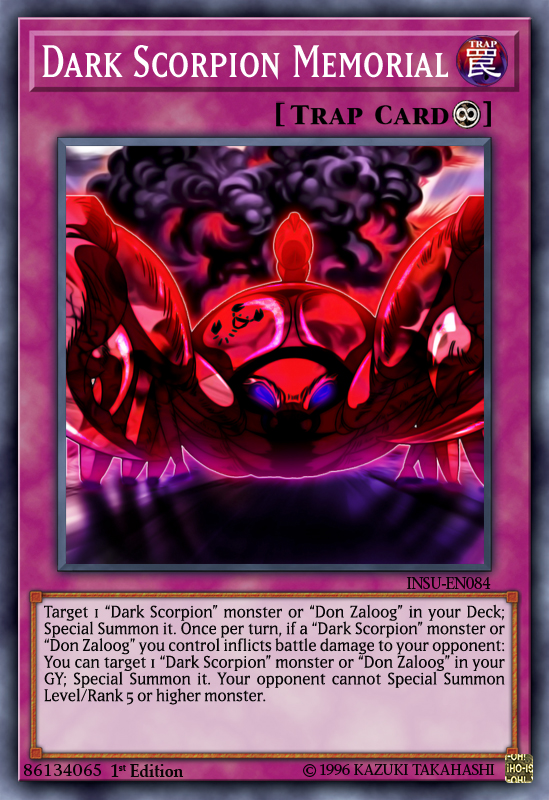 DARK SCORPION MEMORIAL
TRAP
罠
[TRAP CARD♾]
INSU-EN084
Target 1 “Dark Scorpion” monster or “Don Zaloog” in your Deck;
Special Summon it. Once per turn, if a “Dark Scorpion” monster or
“Don Zaloog” you control inflicts battle damage to your opponent:
You can target 1 “Dark Scorpion” monster or “Don Zaloog” in your
GY; Special Summon it. Your opponent cannot Special Summon
Level/Rank 5 or higher monster.
86134065 1st Edition © 1996 KAZUKI TAKAHASHI